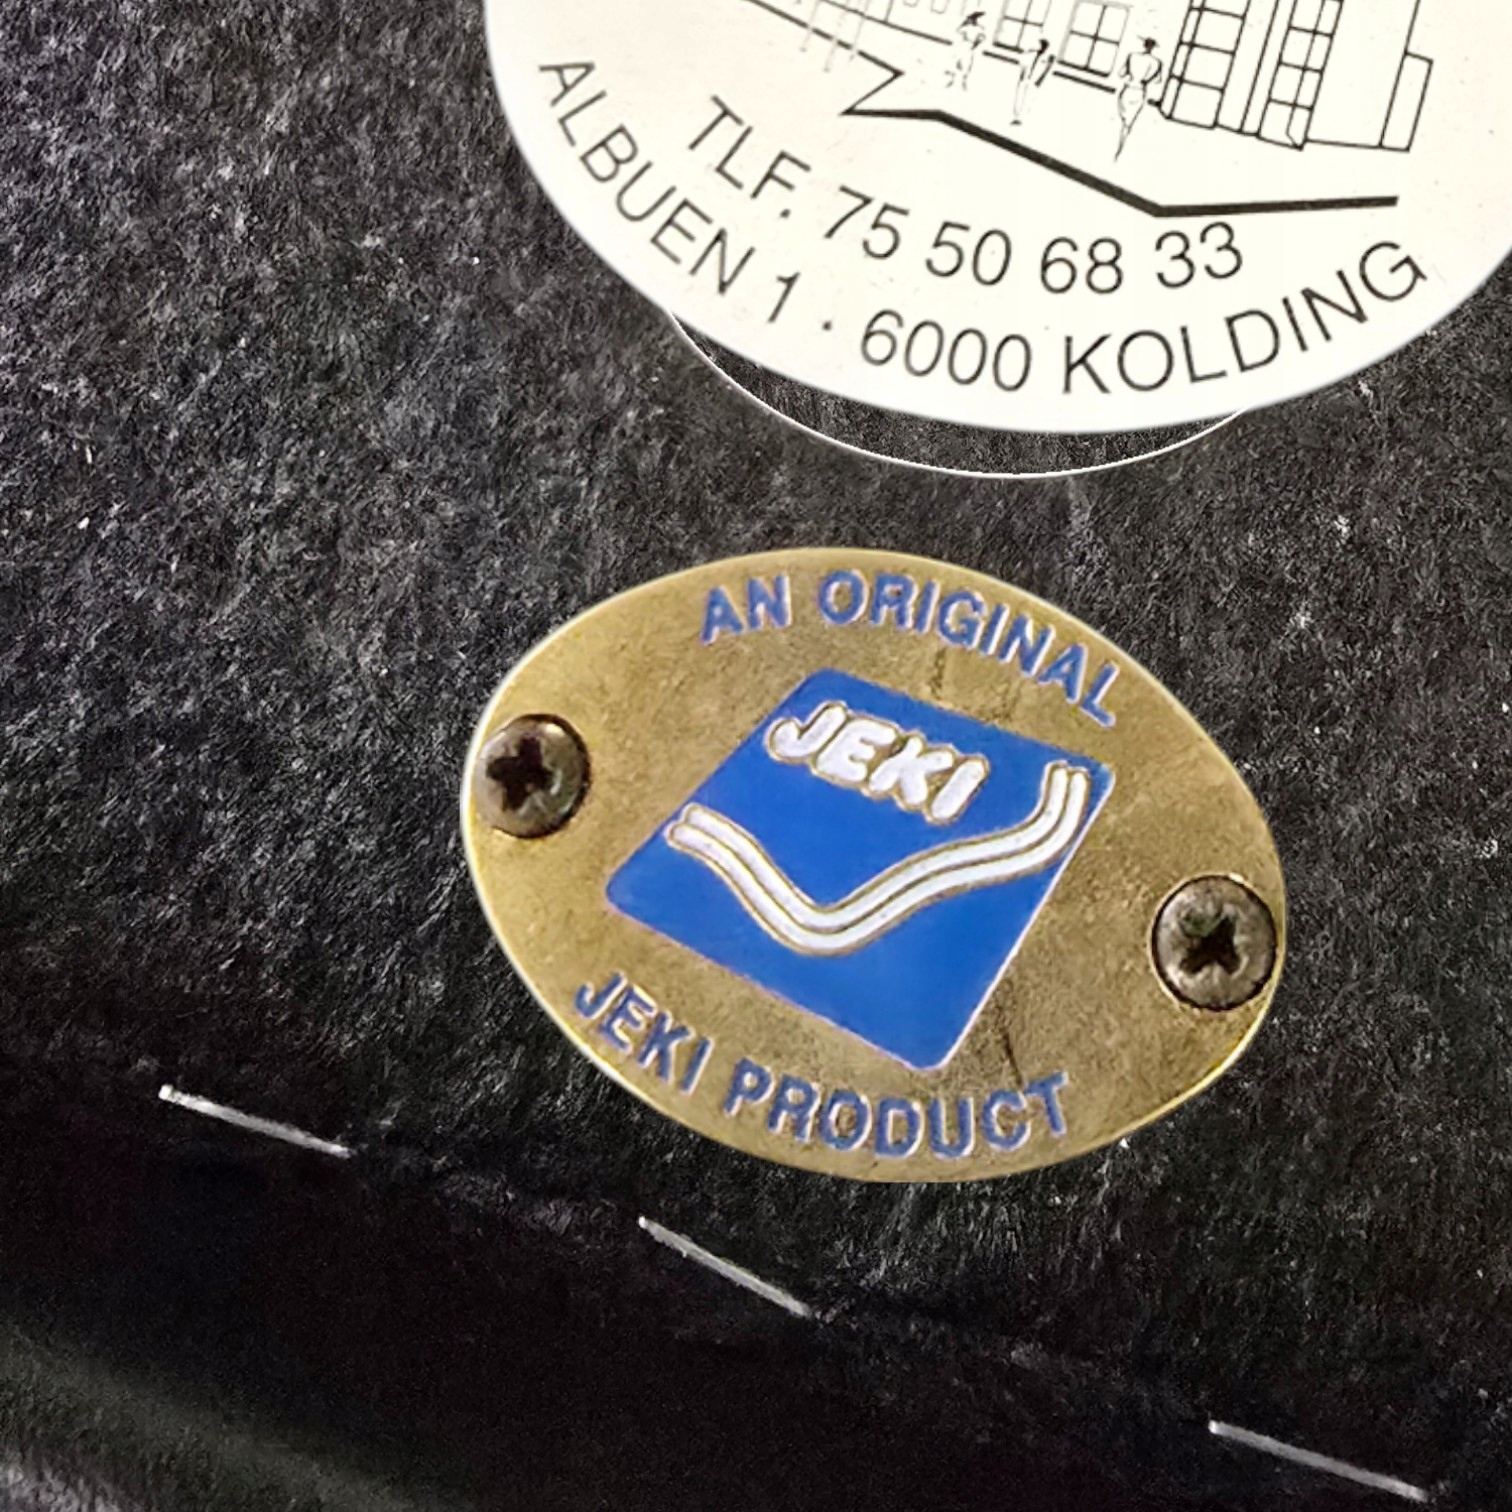 TLF. 75 50 68 33
ALBUEN 1 · 6000 KOLDING
AN ORIGINAL
JEKI
JEKI PRODUCT